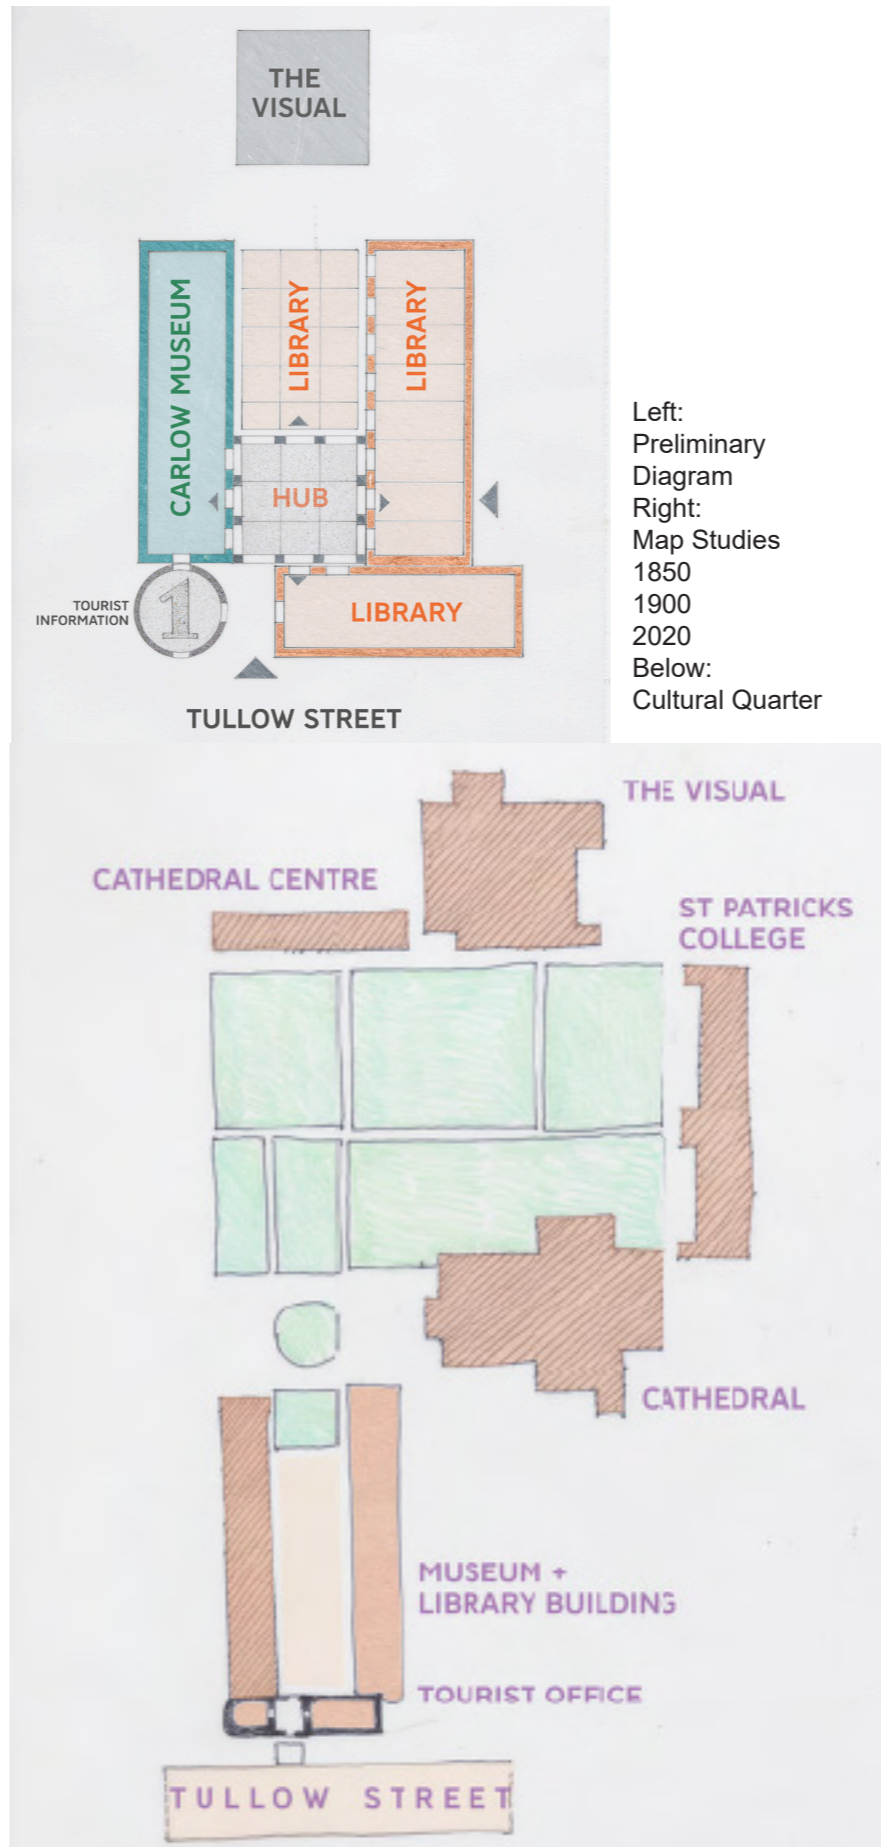 THE
VISUAL
CARLOW MUSEUM
LIBRARY
LIBRARY
HUB
TOURIST
INFORMATION
1
LIBRARY
TULLOW STREET
Left:
Preliminary
Diagram
Right:
Map Studies
1850
1900
2020
Below:
Cultural Quarter
THE VISUAL
CATHEDRAL CENTRE
ST PATRICKS
COLLEGE
CATHEDRAL
MUSEUM +
LIBRARY BUILDING
TOURIST OFFICE
TULLOW STREET